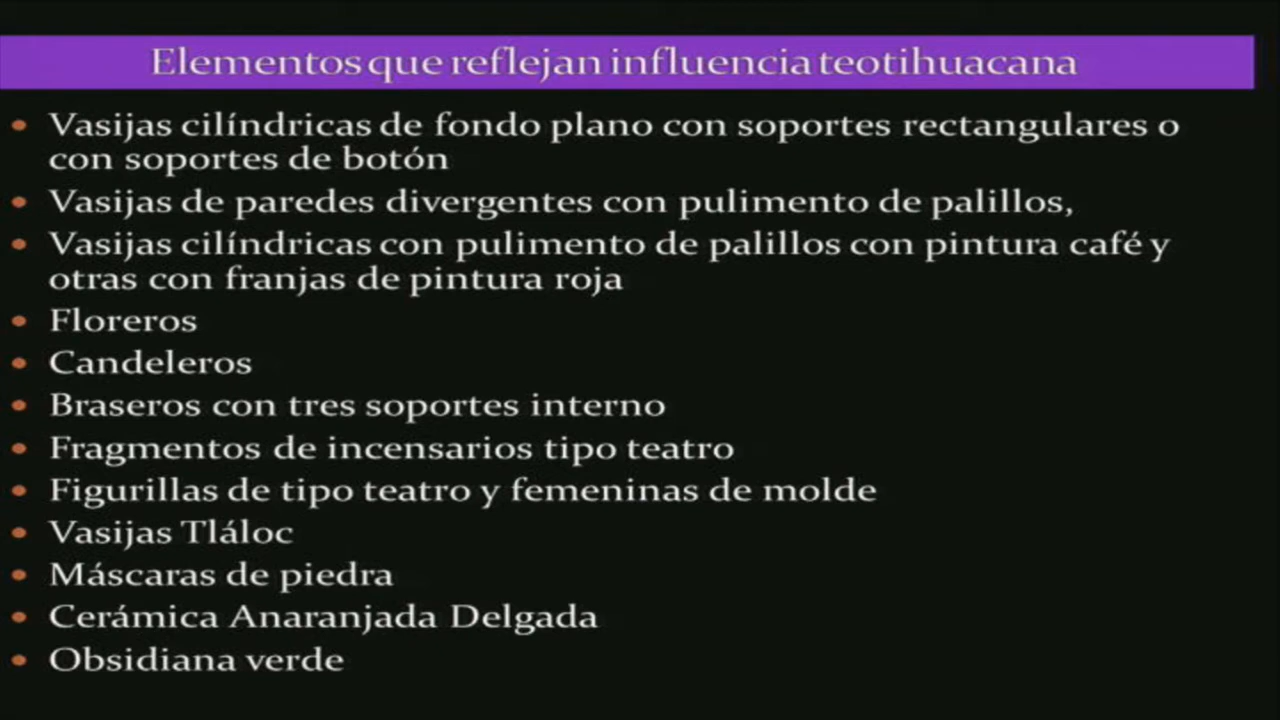 Elementos que reflejan influencia teotihuacana
• Vasijas cilíndricas de fondo plano con soportes rectangulares o
con soportes de botón
• Vasijas de paredes divergentes con pulimento de palillos,
• Vasijas cilíndricas con pulimento de palillos con pintura café y
otras con franjas de pintura roja
• Floreros
• Candeleros
• Braseros con tres soportes interno
• Fragmentos de incensarios tipo teatro
• Figurillas de tipo teatro y femeninas de molde
• Vasijas Tláloc
• Máscaras de piedra
• Cerámica Anaranjada Delgada
• Obsidiana verde